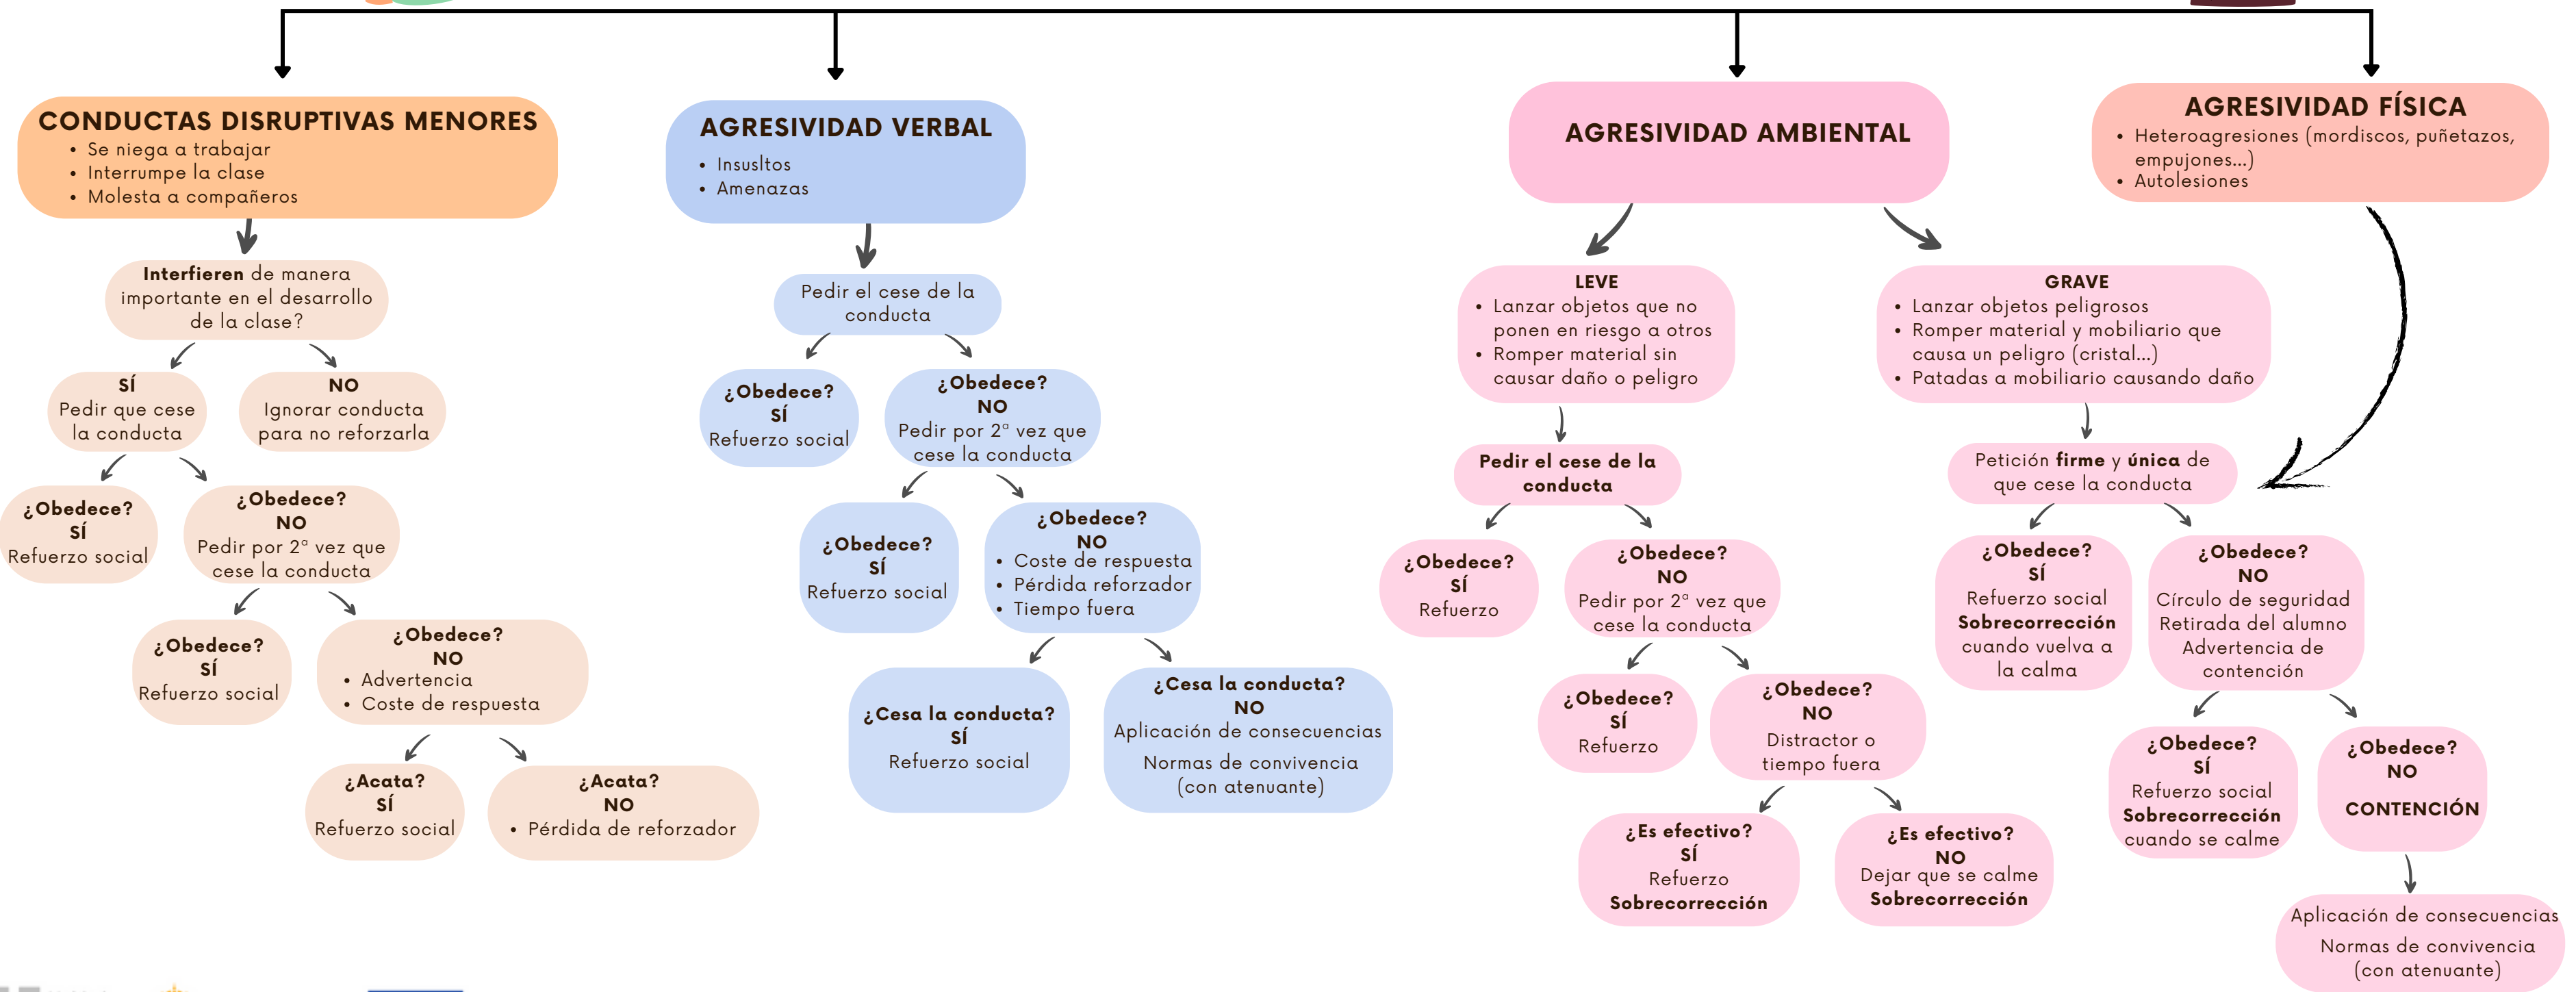 CONDUCTAS DISRUPTIVAS MENORES
• Se niega a trabajar
• Interrumpe la clase
• Molesta a compañeros
Interfieren de manera
importante en el desarrollo
de la clase?
SÍ
Pedir que cese
la conducta
NO
Ignorar conducta
para no reforzarla
¿Obedece?
SÍ
Refuerzo social
¿Obedece?
NO
Pedir por 2ª vez que
cese la conducta
¿Obedece?
SÍ
Refuerzo social
¿Obedece?
NO
• Advertencia
• Coste de respuesta
¿Acata?
SÍ
Refuerzo social
¿Acata?
NO
• Pérdida de reforzador
AGRESIVIDAD VERBAL
• Insusltos
• Amenazas
Pedir el cese de la
conducta
¿Obedece?
SÍ
Refuerzo social
¿Obedece?
NO
Pedir por 2ª vez que
cese la conducta
¿Obedece?
SÍ
Refuerzo social
¿Obedece?
NO
• Coste de respuesta
• Pérdida reforzador
• Tiempo fuera
¿Cesa la conducta?
SÍ
Refuerzo social
¿Cesa la conducta?
NO
Aplicación de consecuencias
Normas de convivencia
(con atenuante)
AGRESIVIDAD AMBIENTAL
LEVE
• Lanzar objetos que no
ponen en riesgo a otros
• Romper material sin
causar daño o peligro
Pedir el cese de la
conducta
¿Obedece?
SÍ
Refuerzo
¿Obedece?
NO
Pedir por 2ª vez que
cese la conducta
¿Obedece?
SÍ
Refuerzo
¿Obedece?
NO
Distractor o
tiempo fuera
¿Es efectivo?
SÍ
Refuerzo
Sobrecorrección
¿Es efectivo?
NO
Dejar que se calme
Sobrecorrección
GRAVE
• Lanzar objetos peligrosos
• Romper material y mobiliario que
causa un peligro (cristal...)
• Patadas a mobiliario causando daño
AGRESIVIDAD FÍSICA
• Heteroagresiones (mordiscos, puñetazos,
empujones...)
• Autolesiones
Petición firme y única de
que cese la conducta
¿Obedece?
SÍ
Refuerzo social
Sobrecorrección
cuando vuelva a
la calma
¿Obedece?
NO
Círculo de seguridad
Retirada del alumno
Advertencia de
contención
¿Obedece?
SÍ
Refuerzo social
Sobrecorrección
cuando se calme
¿Obedece?
NO
CONTENCIÓN
Aplicación de consecuencias
Normas de convivencia
(con atenuante)